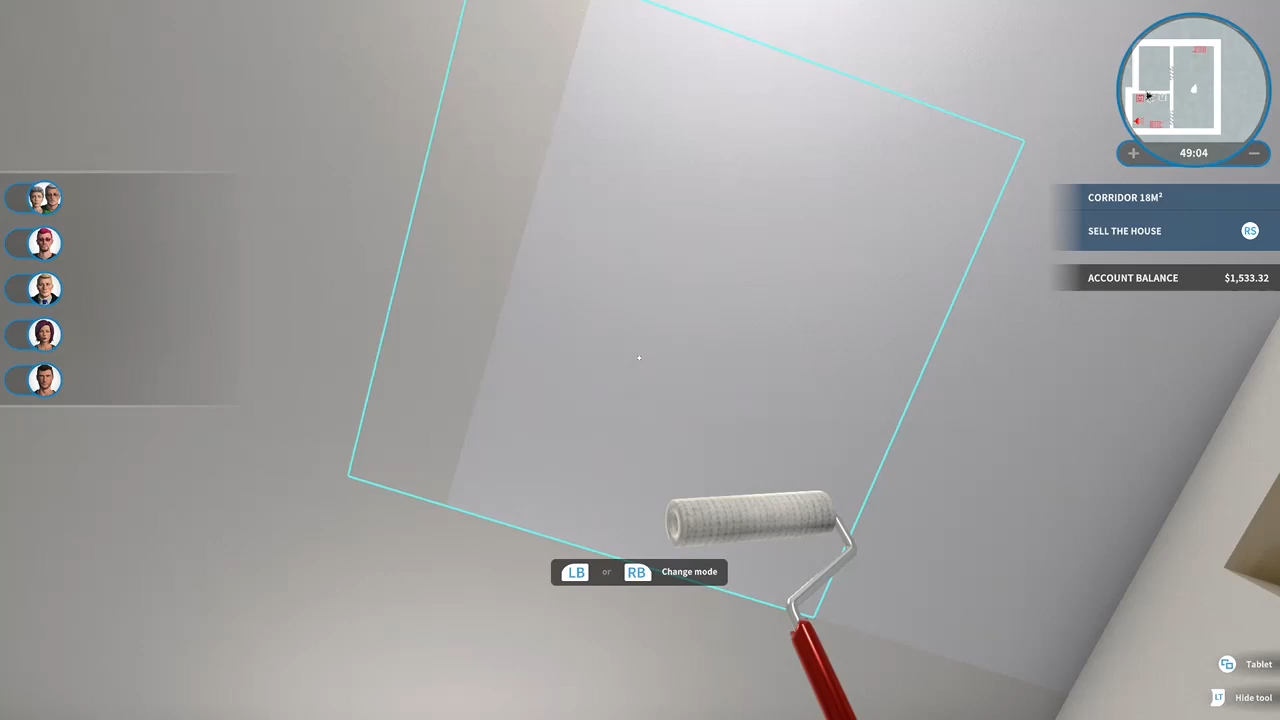 49:04
CORRIDOR 18M²
SELL THE HOUSE RS
ACCOUNT BALANCE $1,533.32
LB or RB Change mode
Tablet
LT Hide tool